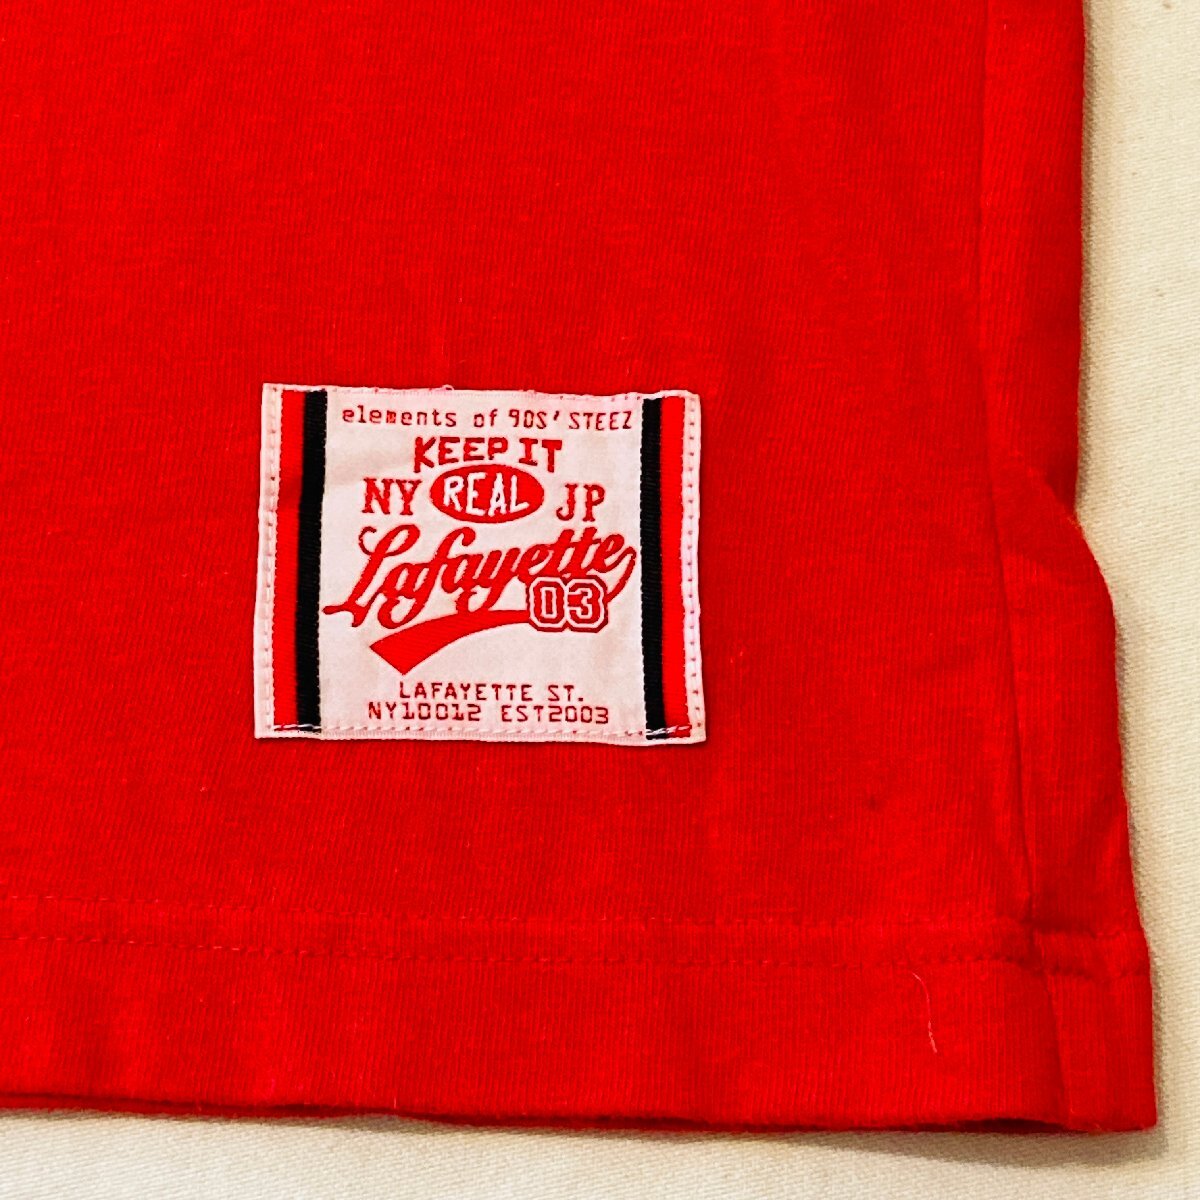 elements of 90S' STEEZ
KEEP IT
NY REAL JP
Lafayette
03
LAFAYETTE ST.
NY10012 EST2003